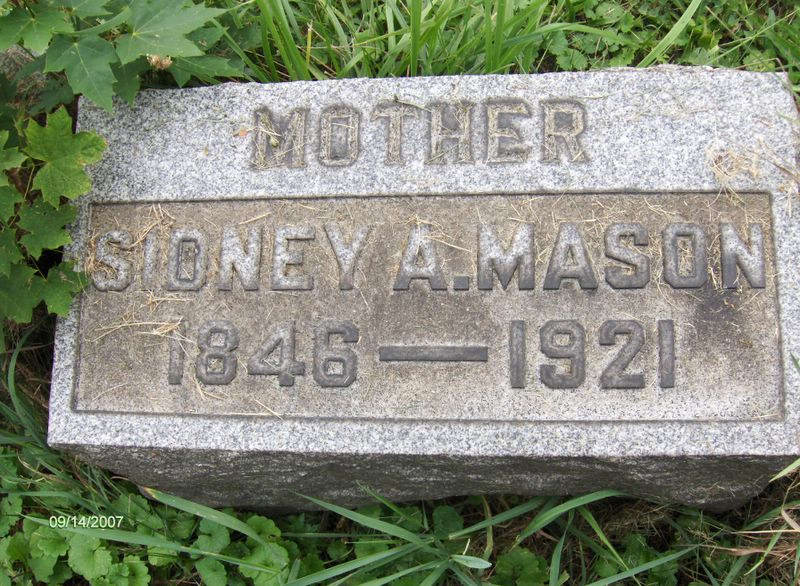 MOTHER
SIDNEY A. MASON
1846 — 1921
09/14/2007